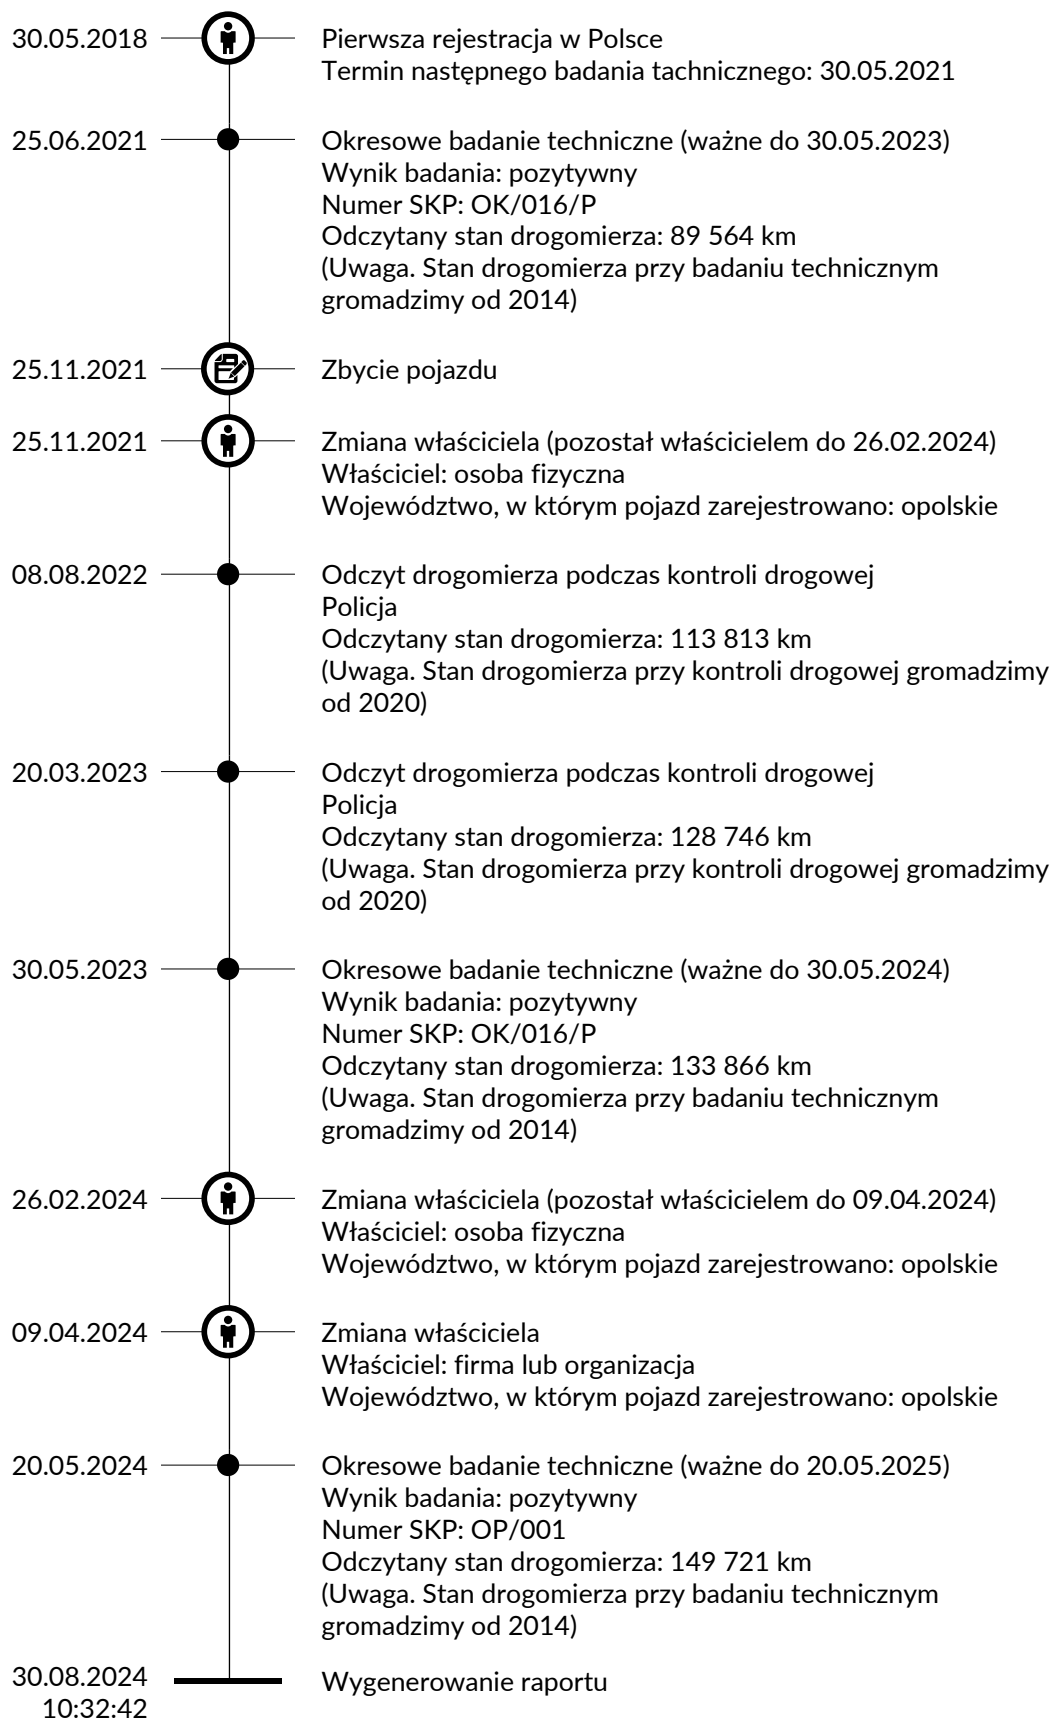 30.05.2018
Pierwsza rejestracja w Polsce
Termin następnego badania tachnicznego: 30.05.2021
25.06.2021
Okresowe badanie techniczne (ważne do 30.05.2023)
Wynik badania: pozytywny
Numer SKP: OK/016/P
Odczytany stan drogomierza: 89 564 km
(Uwaga. Stan drogomierza przy badaniu technicznym
gromadzimy od 2014)
25.11.2021
Zbycie pojazdu
25.11.2021
Zmiana właściciela (pozostał właścicielem do 26.02.2024)
Właściciel: osoba fizyczna
Województwo, w którym pojazd zarejestrowano: opolskie
08.08.2022
Odczyt drogomierza podczas kontroli drogowej
Policja
Odczytany stan drogomierza: 113 813 km
(Uwaga. Stan drogomierza przy kontroli drogowej gromadzimy
od 2020)
20.03.2023
Odczyt drogomierza podczas kontroli drogowej
Policja
Odczytany stan drogomierza: 128 746 km
(Uwaga. Stan drogomierza przy kontroli drogowej gromadzimy
od 2020)
30.05.2023
Okresowe badanie techniczne (ważne do 30.05.2024)
Wynik badania: pozytywny
Numer SKP: OK/016/P
Odczytany stan drogomierza: 133 866 km
(Uwaga. Stan drogomierza przy badaniu technicznym
gromadzimy od 2014)
26.02.2024
Zmiana właściciela (pozostał właścicielem do 09.04.2024)
Właściciel: osoba fizyczna
Województwo, w którym pojazd zarejestrowano: opolskie
09.04.2024
Zmiana właściciela
Właściciel: firma lub organizacja
Województwo, w którym pojazd zarejestrowano: opolskie
20.05.2024
Okresowe badanie techniczne (ważne do 20.05.2025)
Wynik badania: pozytywny
Numer SKP: OP/001
Odczytany stan drogomierza: 149 721 km
(Uwaga. Stan drogomierza przy badaniu technicznym
gromadzimy od 2014)
30.08.2024
10:32:42
Wygenerowanie raportu